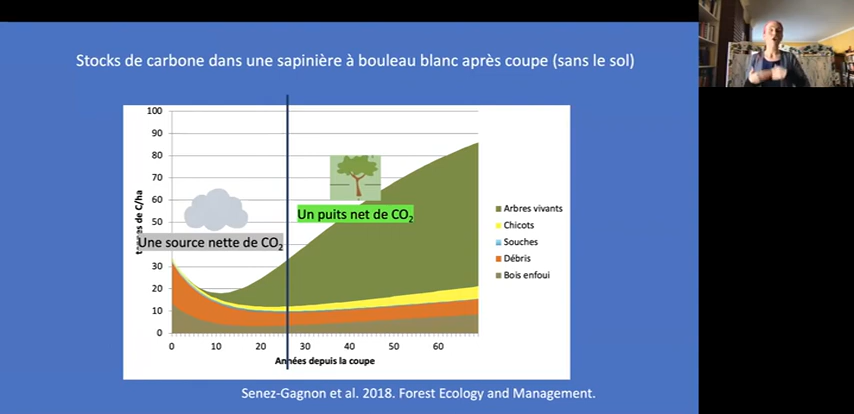 Stocks de carbone dans une sapinière à bouleau blanc après coupe (sans le sol)
100
90
80
70
60
50
40
30
20
10
0
tonnes de C/ha
Une source nette de CO2
Un puits net de CO2
Arbres vivants
Chicots
Souches
Débris
Bois enfoui
0 10 20 30 40 50 60
Années depuis la coupe
Senez-Gagnon et al. 2018. Forest Ecology and Management.